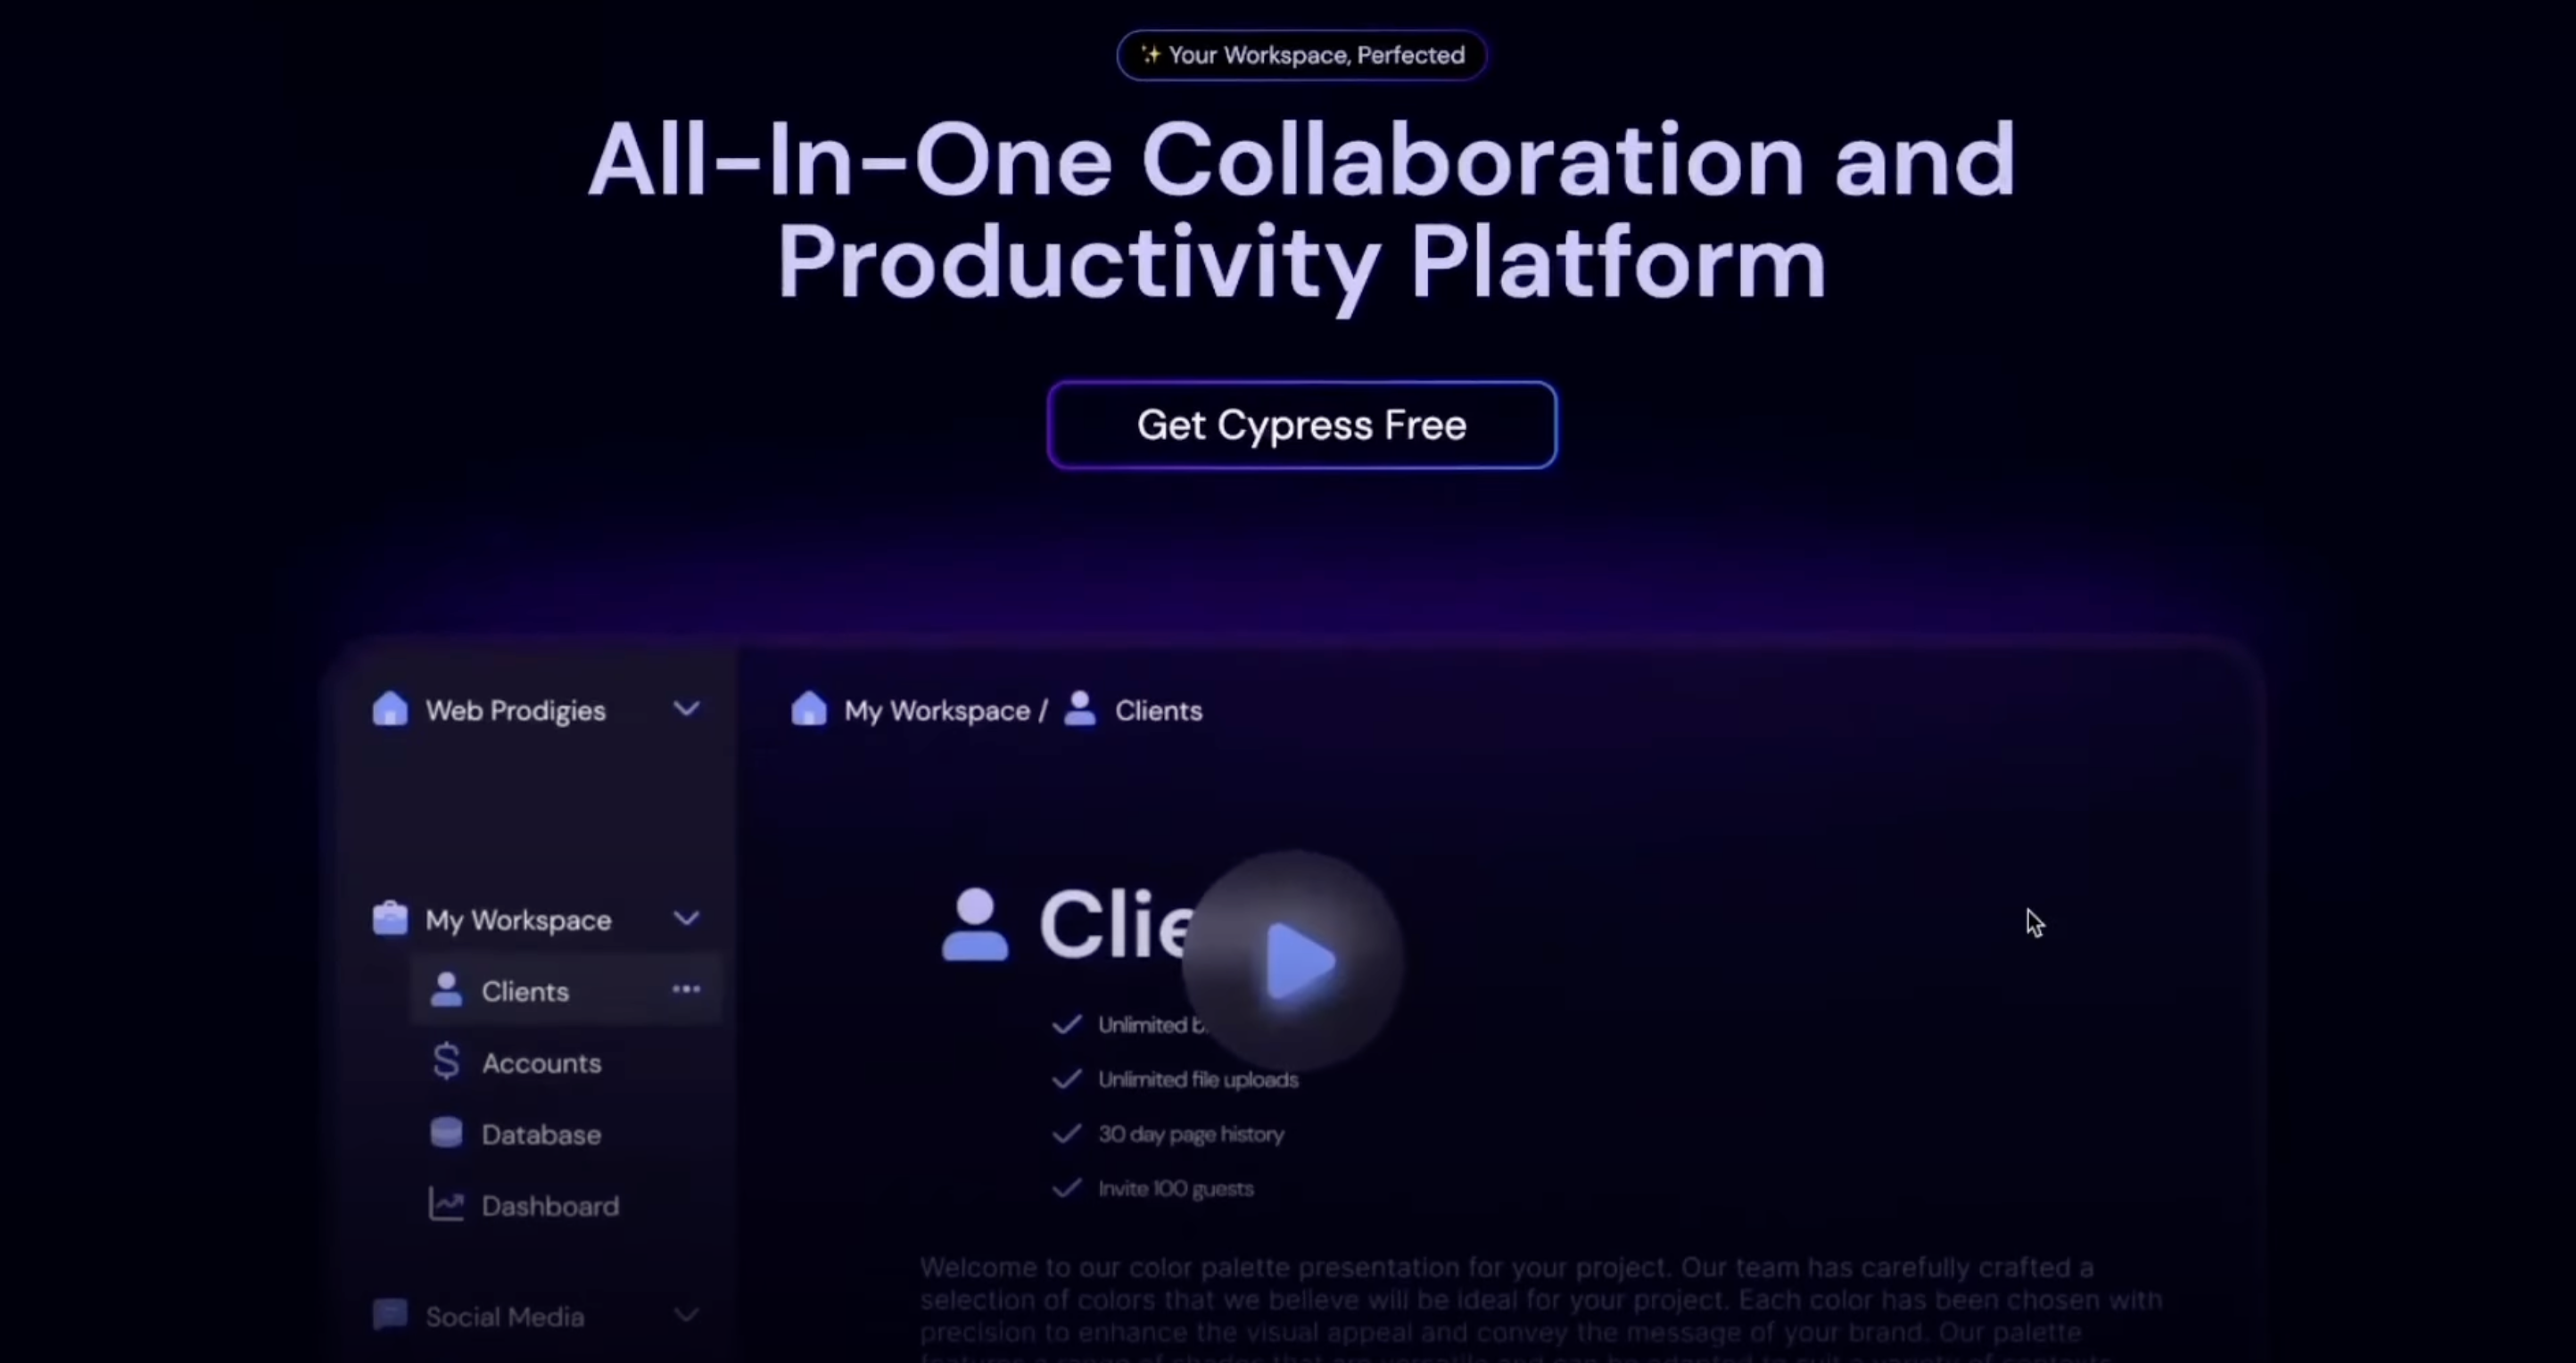 ✨ Your Workspace, Perfected
All-In-One Collaboration and
Productivity Platform
Get Cypress Free
Web Prodigies
My Workspace / Clients
My Workspace
Clients
Accounts
Database
Dashboard
Social Media
Unlimited
Unlimited file uploads
30 day page history
Invite 100 guests
Welcome to our color palette presentation for your project. Our team has carefully crafted a
selection of colors that we believe will be ideal for your project. Each color has been chosen with
precision to enhance the visual appeal and convey the message of your brand. Our palette